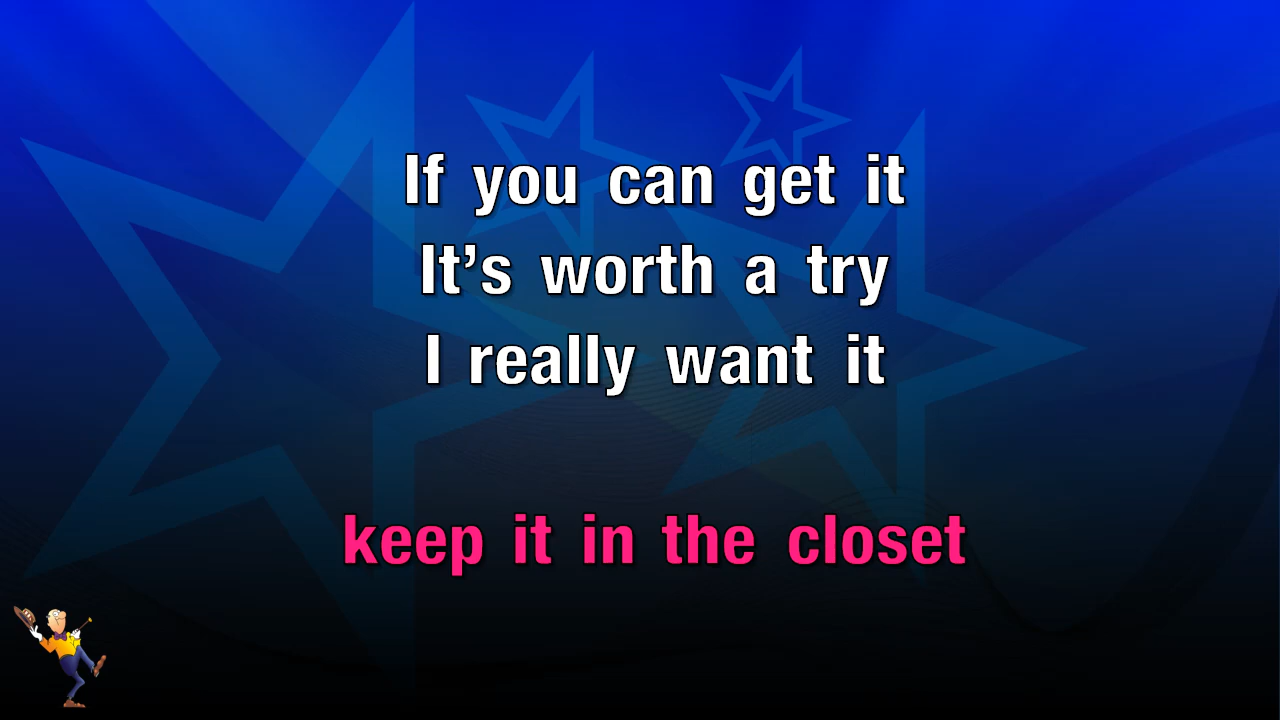 If you can get it
It’s worth a try
I really want it
keep it in the closet